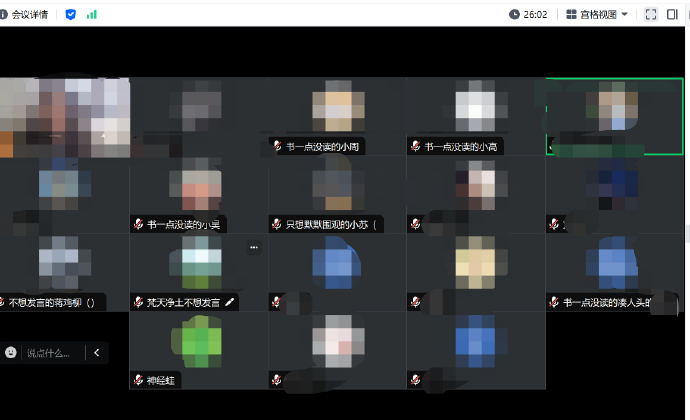 会议详情
26:02
宫格视图
书一点没读的小周
书一点没读的小高
书一点没读的小吴
只想默默围观的小苏（
不想发言的蒋鸡柳（）
梵天净土不想发言
书一点没读的凑人头的
说点什么...
神经蛙